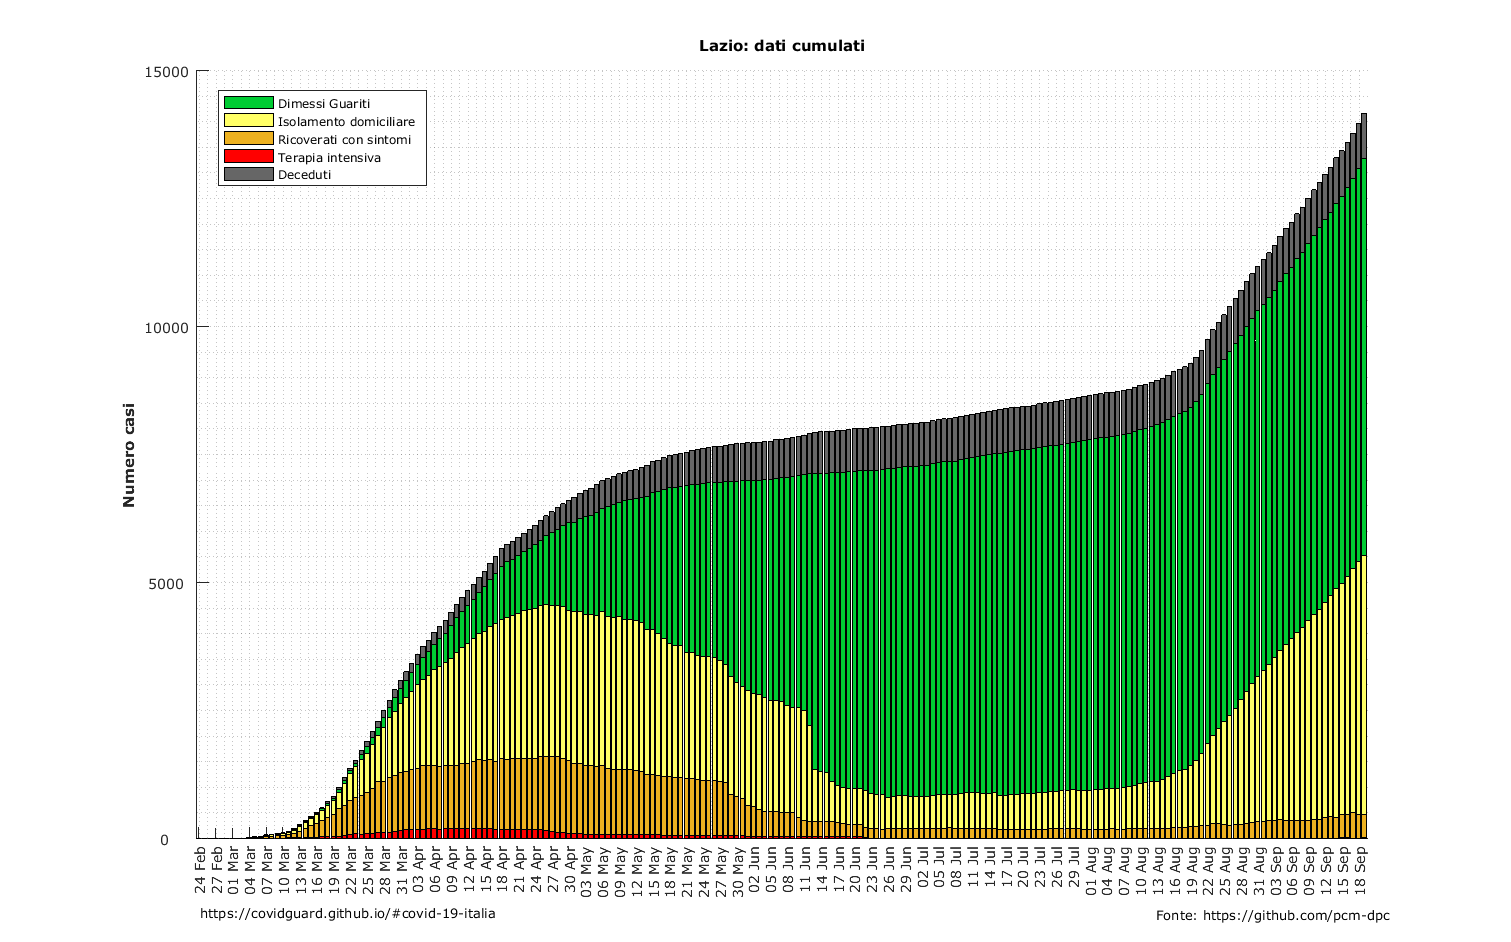 Lazio: dati cumulati
15000
10000
5000
0
Numero casi
Dimessi Guariti
Isolamento domiciliare
Ricoverati con sintomi
Terapia intensiva
Deceduti
24 Feb
27 Feb
01 Mar
04 Mar
07 Mar
10 Mar
13 Mar
16 Mar
19 Mar
22 Mar
25 Mar
28 Mar
31 Mar
03 Apr
06 Apr
09 Apr
12 Apr
15 Apr
18 Apr
21 Apr
24 Apr
27 Apr
30 Apr
03 May
06 May
09 May
12 May
15 May
18 May
21 May
24 May
27 May
30 May
02 Jun
05 Jun
08 Jun
11 Jun
14 Jun
17 Jun
20 Jun
23 Jun
26 Jun
29 Jun
02 Jul
05 Jul
08 Jul
11 Jul
14 Jul
17 Jul
20 Jul
23 Jul
26 Jul
29 Jul
01 Aug
04 Aug
07 Aug
10 Aug
13 Aug
16 Aug
19 Aug
22 Aug
25 Aug
28 Aug
31 Aug
03 Sep
06 Sep
09 Sep
12 Sep
15 Sep
18 Sep
https://covidguard.github.io/#covid-19-italia
Fonte: https://github.com/pcm-dpc